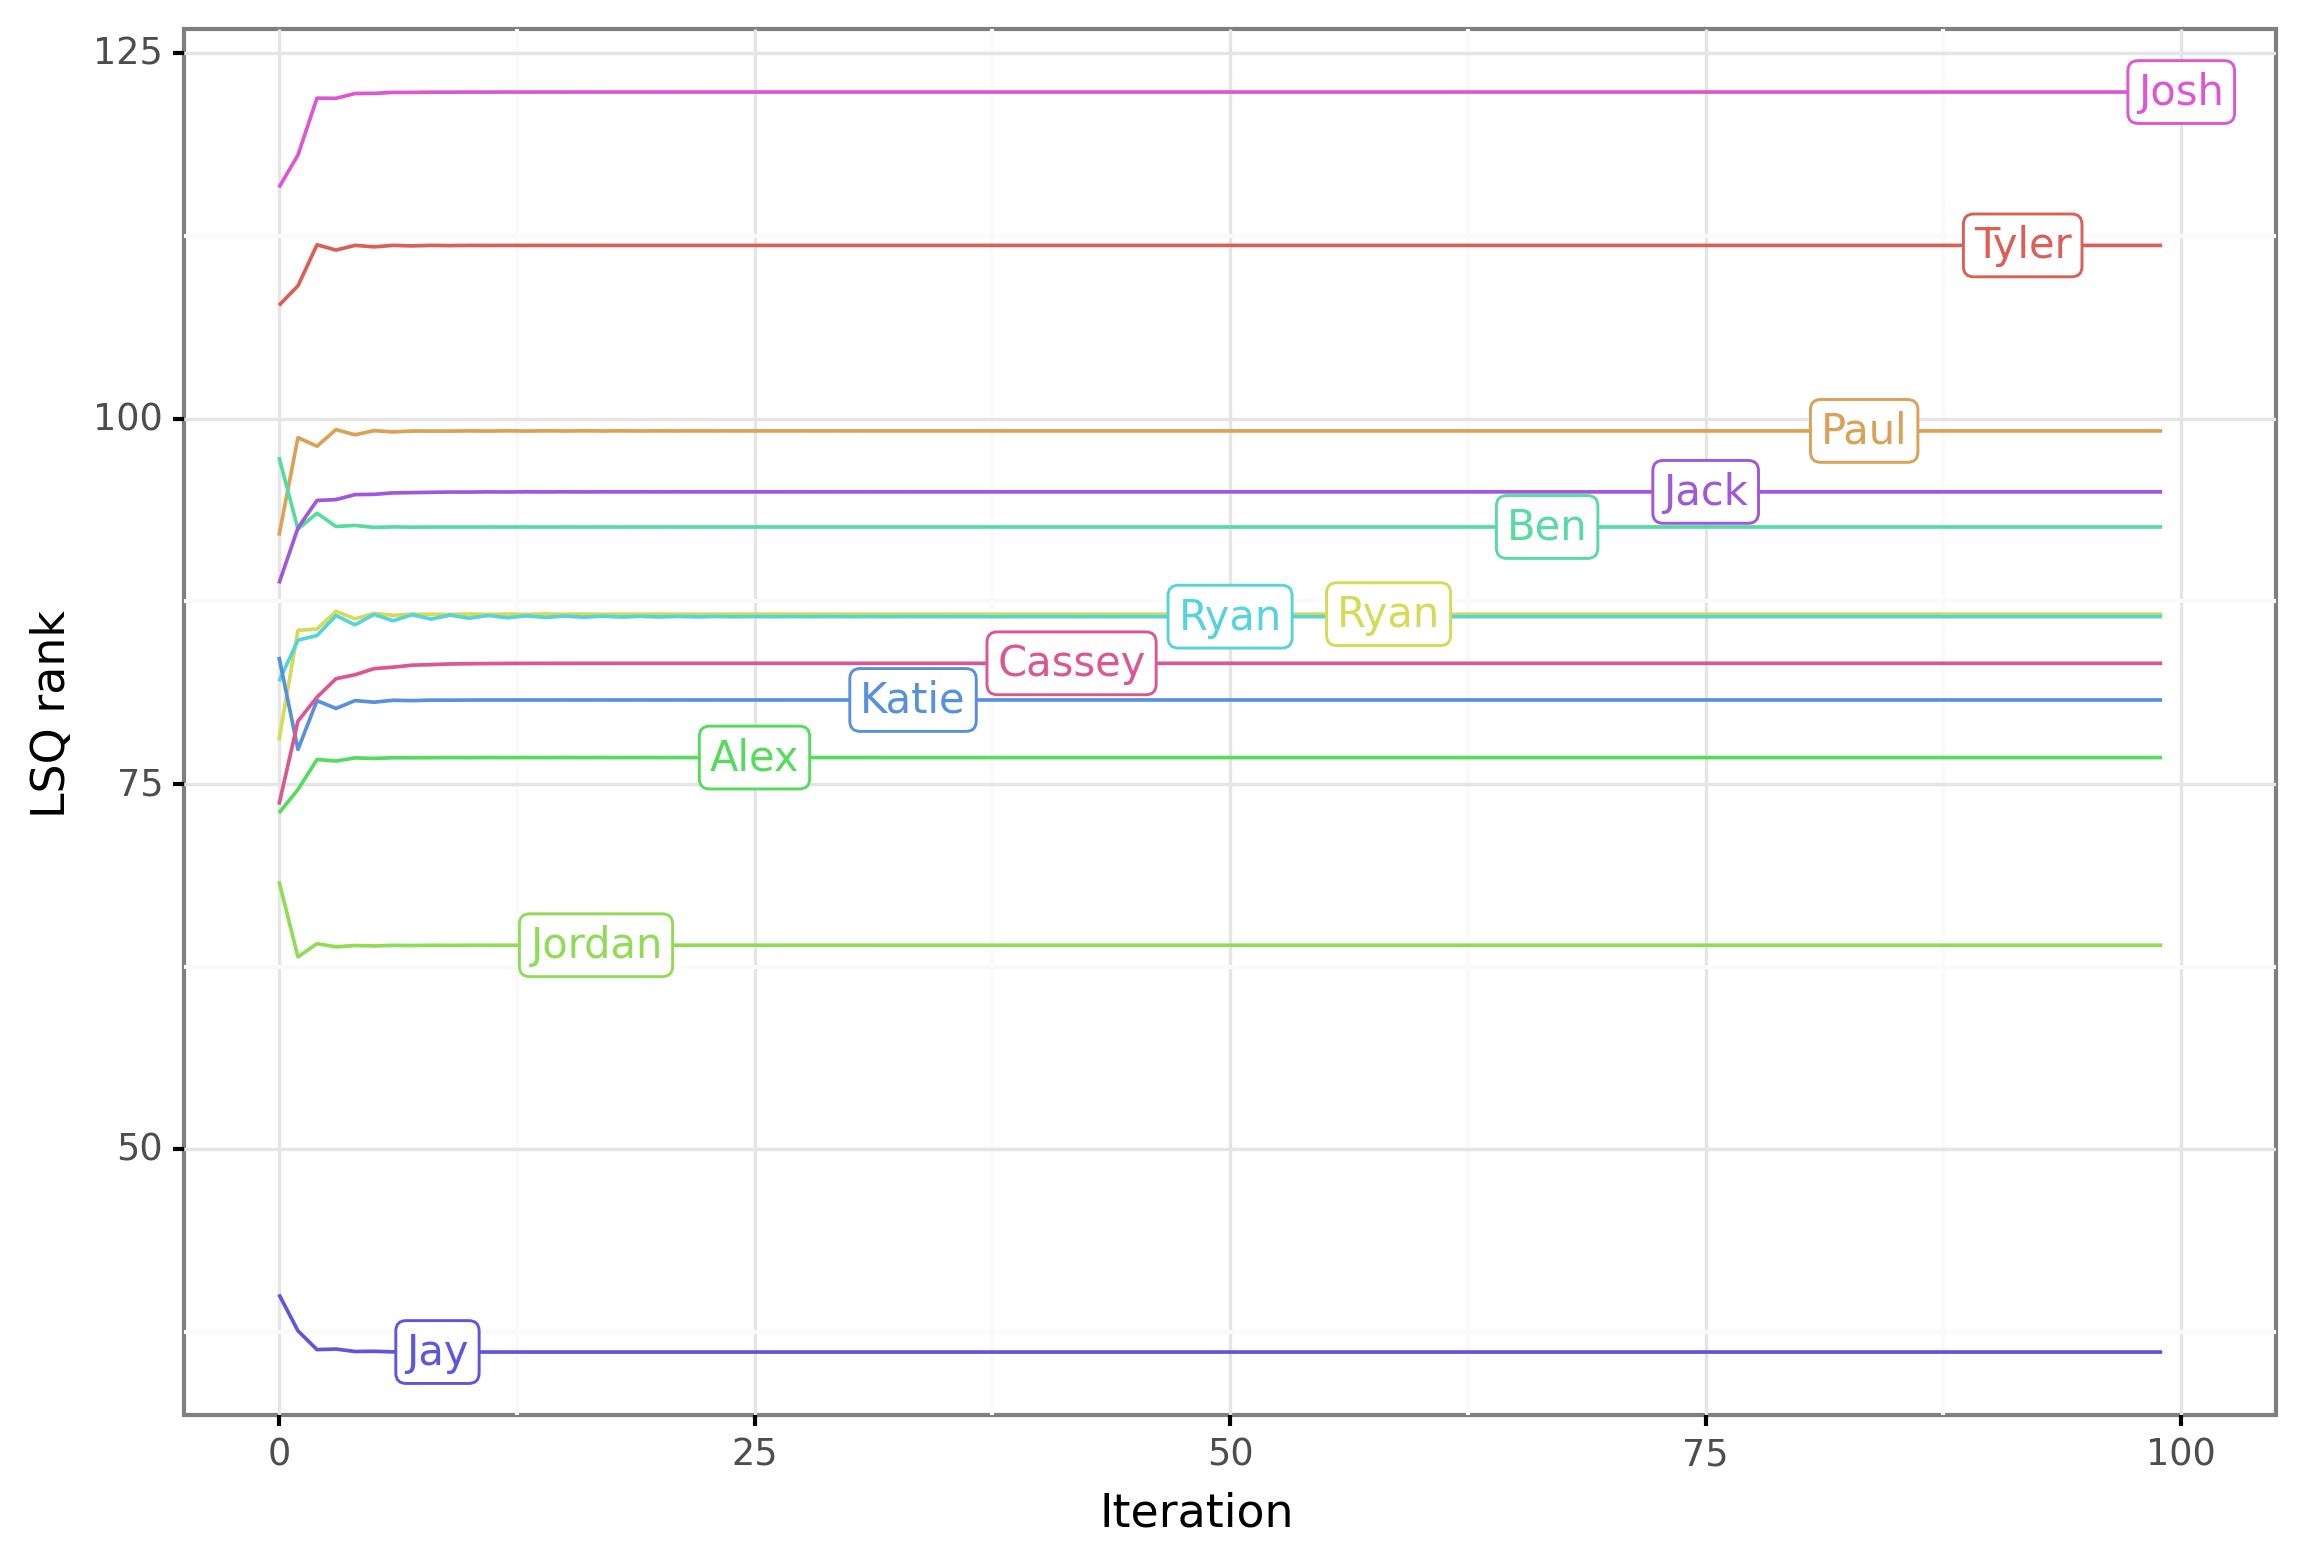 125
Josh
Tyler
100
Paul
Jack
Ben
Ryan
Ryan
Cassey
Katie
Alex
75
Jordan
50
Jay
0 25 50 75 100
Iteration
LSQ rank